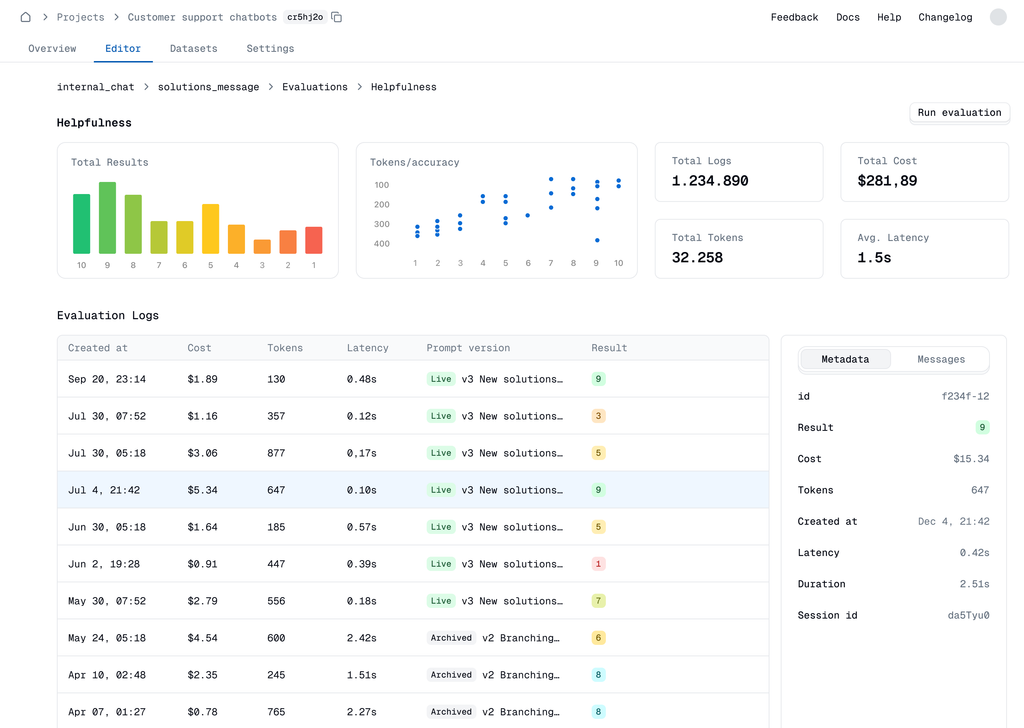 Projects Customer support chatbots cr5hj2o Feedback Docs Help Changelog
Overview Editor Datasets Settings
internal_chat solutions_message Evaluations Helpfulness
Helpfulness
Run evaluation
Total Results
10 9 8 7 6 5 4 3 2 1
Tokens/accuracy
100
200
300
400
1 2 3 4 5 6 7 8 9 10
Total Logs
1.234.890
Total Cost
$281,89
Total Tokens
32.258
Avg. Latency
1.5s
Evaluation Logs
Created at Cost Tokens Latency Prompt version Result
Sep 20, 23:14 $1.89 130 0.48s Live v3 New solutions… 9
Jul 30, 07:52 $1.16 357 0.12s Live v3 New solutions… 3
Jul 30, 05:18 $3.06 877 0,17s Live v3 New solutions… 5
Jul 4, 21:42 $5.34 647 0.10s Live v3 New solutions… 9
Jun 30, 05:18 $1.64 185 0.57s Live v3 New solutions… 5
Jun 2, 19:28 $0.91 447 0.39s Live v3 New solutions… 1
May 30, 07:52 $2.79 556 0.18s Live v3 New solutions… 7
May 24, 05:18 $4.54 600 2.42s Archived v2 Branching… 6
Apr 10, 02:48 $2.35 245 1.51s Archived v2 Branching… 8
Apr 07, 01:27 $0.78 765 2.27s Archived v2 Branching… 8
Metadata Messages
id f234f-12
Result 9
Cost $15.34
Tokens 647
Created at Dec 4, 21:42
Latency 0.42s
Duration 2.51s
Session id da5Tyu0